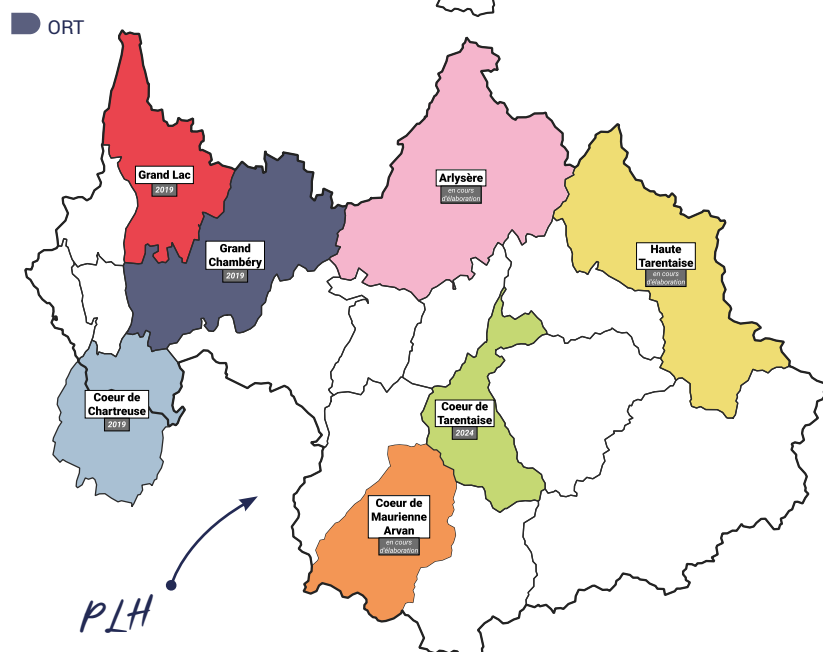 ORT
Grand Lac
2019
Arlysère
en cours
d'élaboration
Grand
Chambéry
2019
Haute
Tarentaise
en cours
d'élaboration
Coeur de
Chartreuse
2019
Coeur de
Tarentaise
2024
Coeur de
Maurienne
Arvan
en cours
d'élaboration
PLH